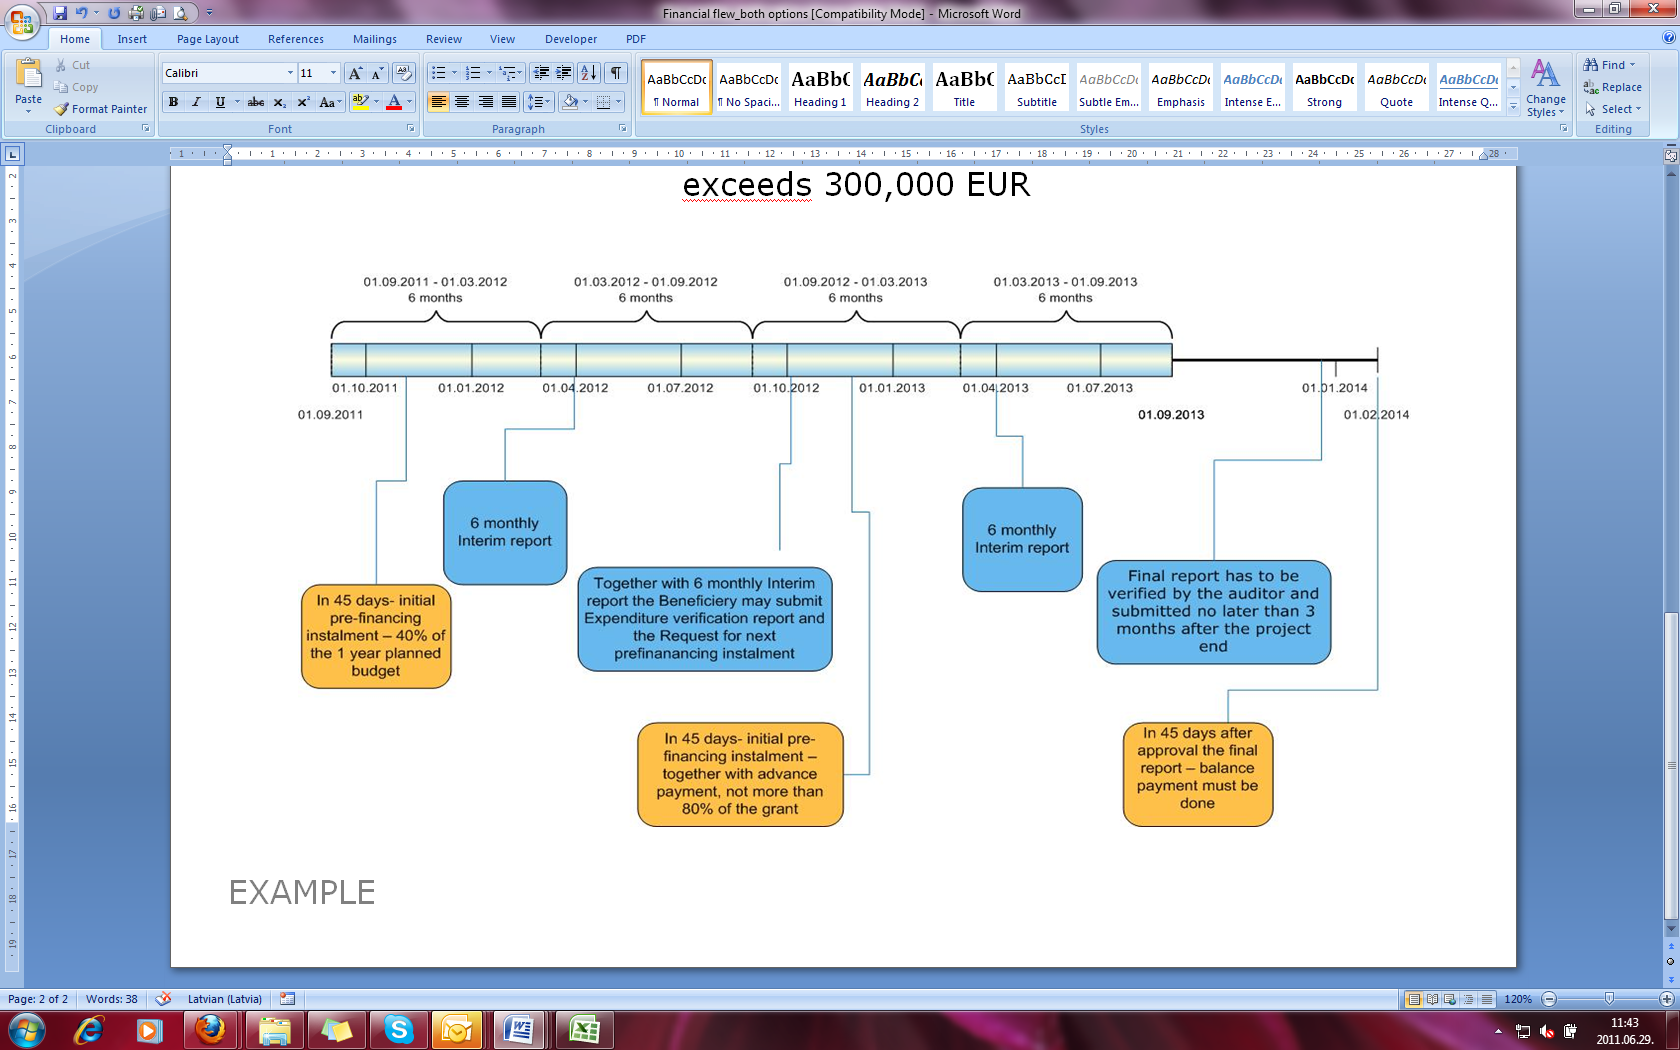 Financial flew_both options [Compatibility Mode] - Microsoft Word
Home Insert Page Layout References Mailings Review View Developer PDF
Paste
Cut
Copy
Format Painter
Clipboard
Calibri 11
Font
Paragraph
AaBbCcDc ¶ Normal
AaBbCcDc ¶ No Spaci...
AaBbC Heading 1
AaBbCc Heading 2
AaBbC Title
AaBbCcI Subtitle
AaBbCcDc Subtle Em...
AaBbCcDc Emphasis
AaBbCcDc Intense E...
AaBbCcDc Strong
AaBbCcDc Quote
AaBbCcDc Intense Q...
Change
Styles
Styles
Find
Replace
Select
Editing
exceeds 300,000 EUR
01.09.2011 - 01.03.2012
6 months
01.03.2012 - 01.09.2012
6 months
01.09.2012 - 01.03.2013
6 months
01.03.2013 - 01.09.2013
6 months
01.10.2011 01.01.2012 01.04.2012 01.07.2012 01.10.2012 01.01.2013 01.04.2013 01.07.2013 01.01.2014
01.09.2011 01.09.2013 01.02.2014
6 monthly
Interim report
6 monthly
Interim report
In 45 days- initial
pre-financing
instalment – 40% of
the 1 year planned
budget
Together with 6 monthly Interim
report the Beneficiery may submit
Expenditure verification report and
the Request for next
prefinanancing instalment
Final report has to be
verified by the auditor and
submitted no later than 3
months after the project
end
In 45 days- initial pre-
financing instalment –
together with advance
payment, not more than
80% of the grant
In 45 days after
approval the final
report – balance
payment must be
done
EXAMPLE
Page: 2 of 2 Words: 38 Latvian (Latvia) 120%
11:43
2011.06.29.